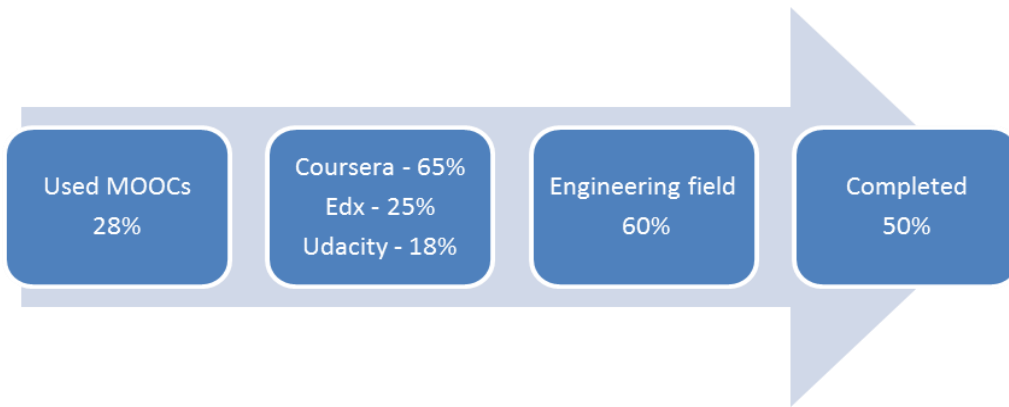 Used MOOCs
28%
Coursera - 65%
Edx - 25%
Udacity - 18%
Engineering field
60%
Completed
50%